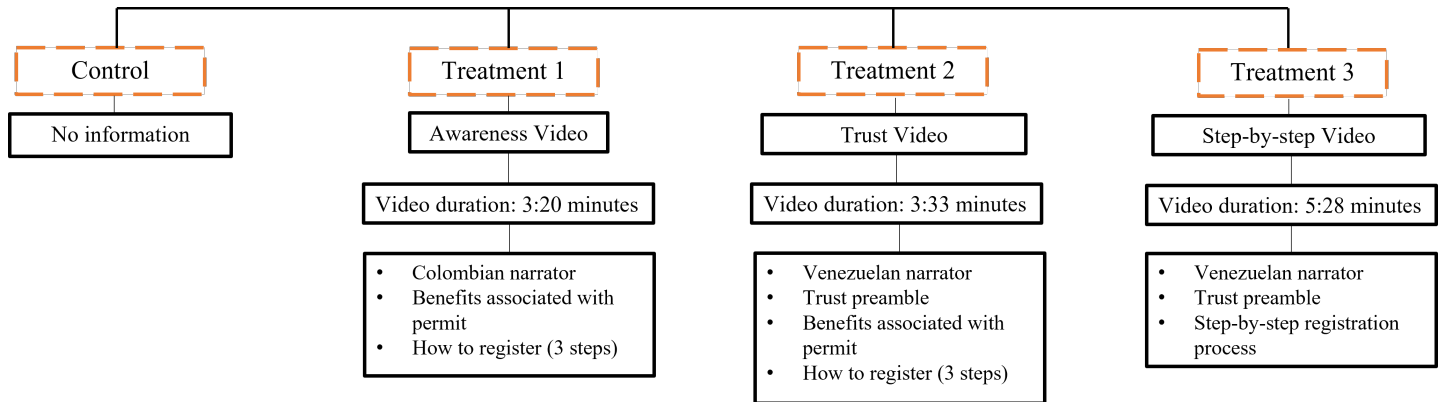 Control
No information
Treatment 1
Awareness Video
Video duration: 3:20 minutes
• Colombian narrator
• Benefits associated with
permit
• How to register (3 steps)
Treatment 2
Trust Video
Video duration: 3:33 minutes
• Venezuelan narrator
• Trust preamble
• Benefits associated with
permit
• How to register (3 steps)
Treatment 3
Step-by-step Video
Video duration: 5:28 minutes
• Venezuelan narrator
• Trust preamble
• Step-by-step registration
process